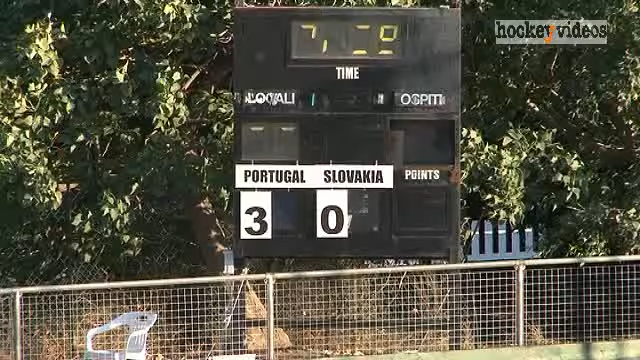 hockeyvideos
TIME
LOCALI OSPITI
PORTUGAL SLOVAKIA POINTS
3 0